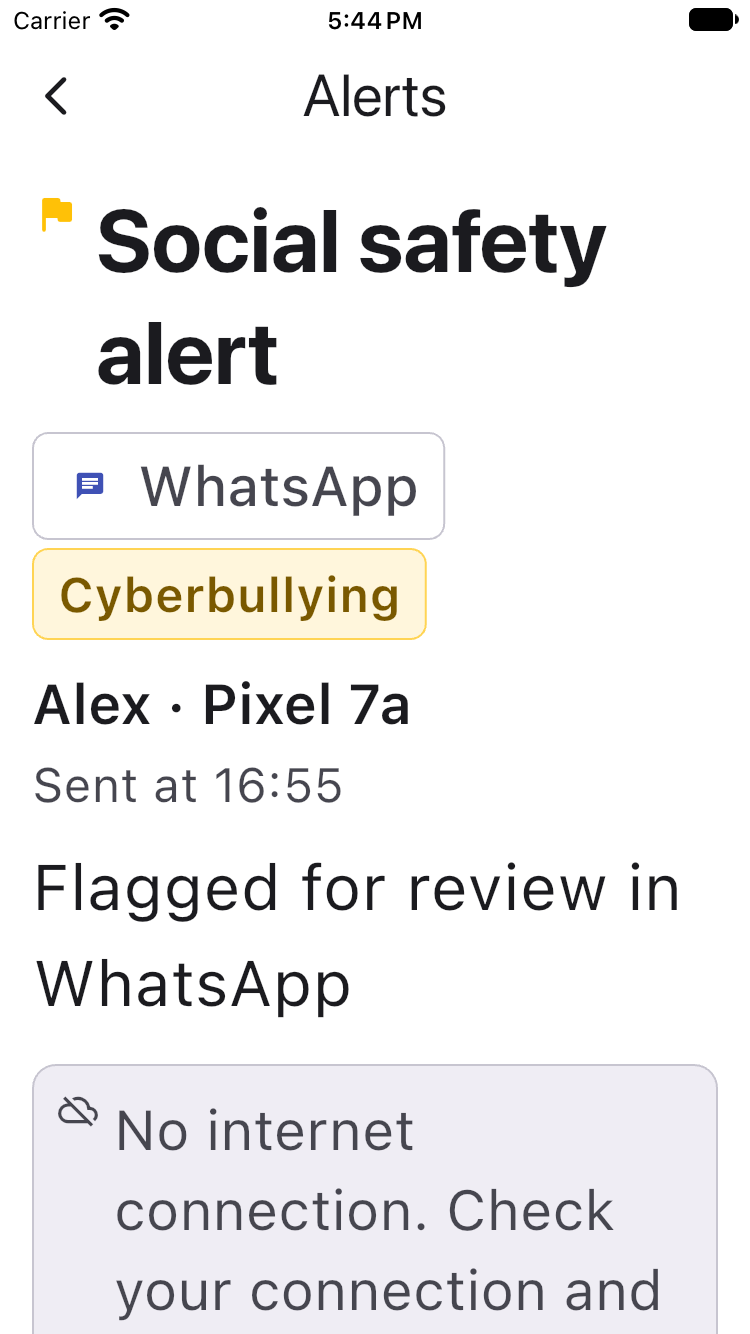 Carrier 5:44 PM
Alerts
Social safety
alert
WhatsApp
Cyberbullying
Alex · Pixel 7a
Sent at 16:55
Flagged for review in
WhatsApp
No internet
connection. Check
your connection and